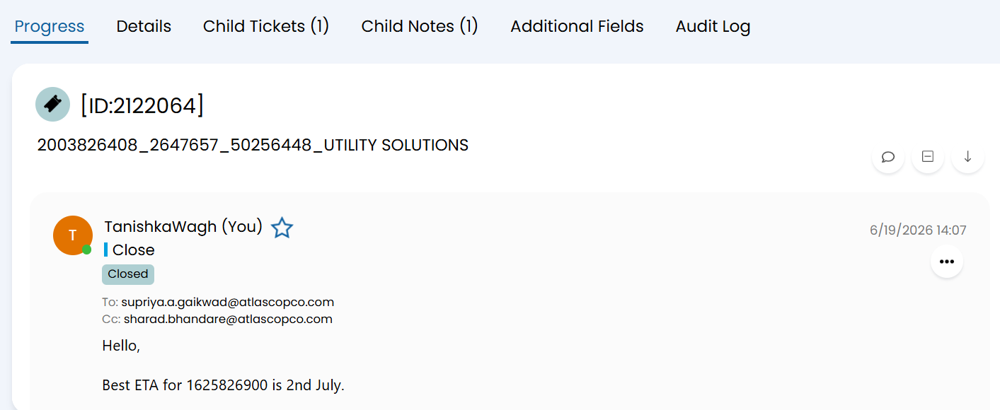 Progress Details Child Tickets (1) Child Notes (1) Additional Fields Audit Log
[ID:2122064]
2003826408_2647657_50256448_UTILITY SOLUTIONS
T
TanishkaWagh (You)
6/19/2026 14:07
Close
Closed
To: supriya.a.gaikwad@atlascopco.com
Cc: sharad.bhandare@atlascopco.com
Hello,
Best ETA for 1625826900 is 2nd July.